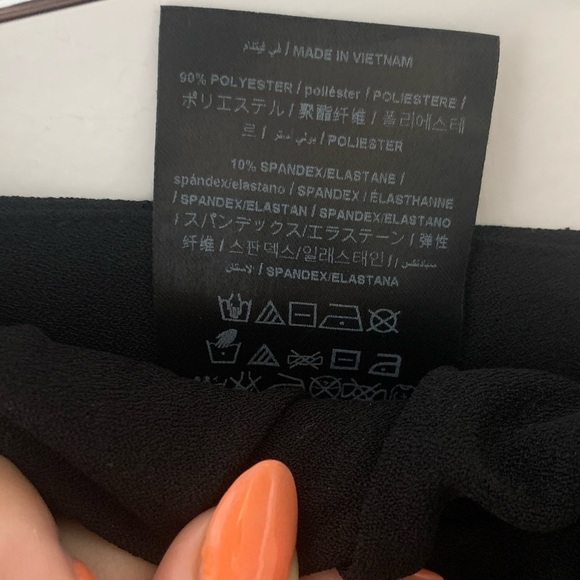 في فيتنام / MADE IN VIETNAM
90% POLYESTER / poliéster / POLIESTERE /
ポリエステル / 聚酯纤维 / 폴리에스테
르 / بولي أستر / POLIESTER
10% SPANDEX/ELASTANE /
spándex/elastano / SPANDEX / ÉLASTHANNE
/ SPANDEX/ELASTAN / SPANDEX/ELASTANO
/ スパンデックス/エラステーン / 弹性
纤维 / 스판덱스/일래스태인 /
/ SPANDEX/ELASTANA